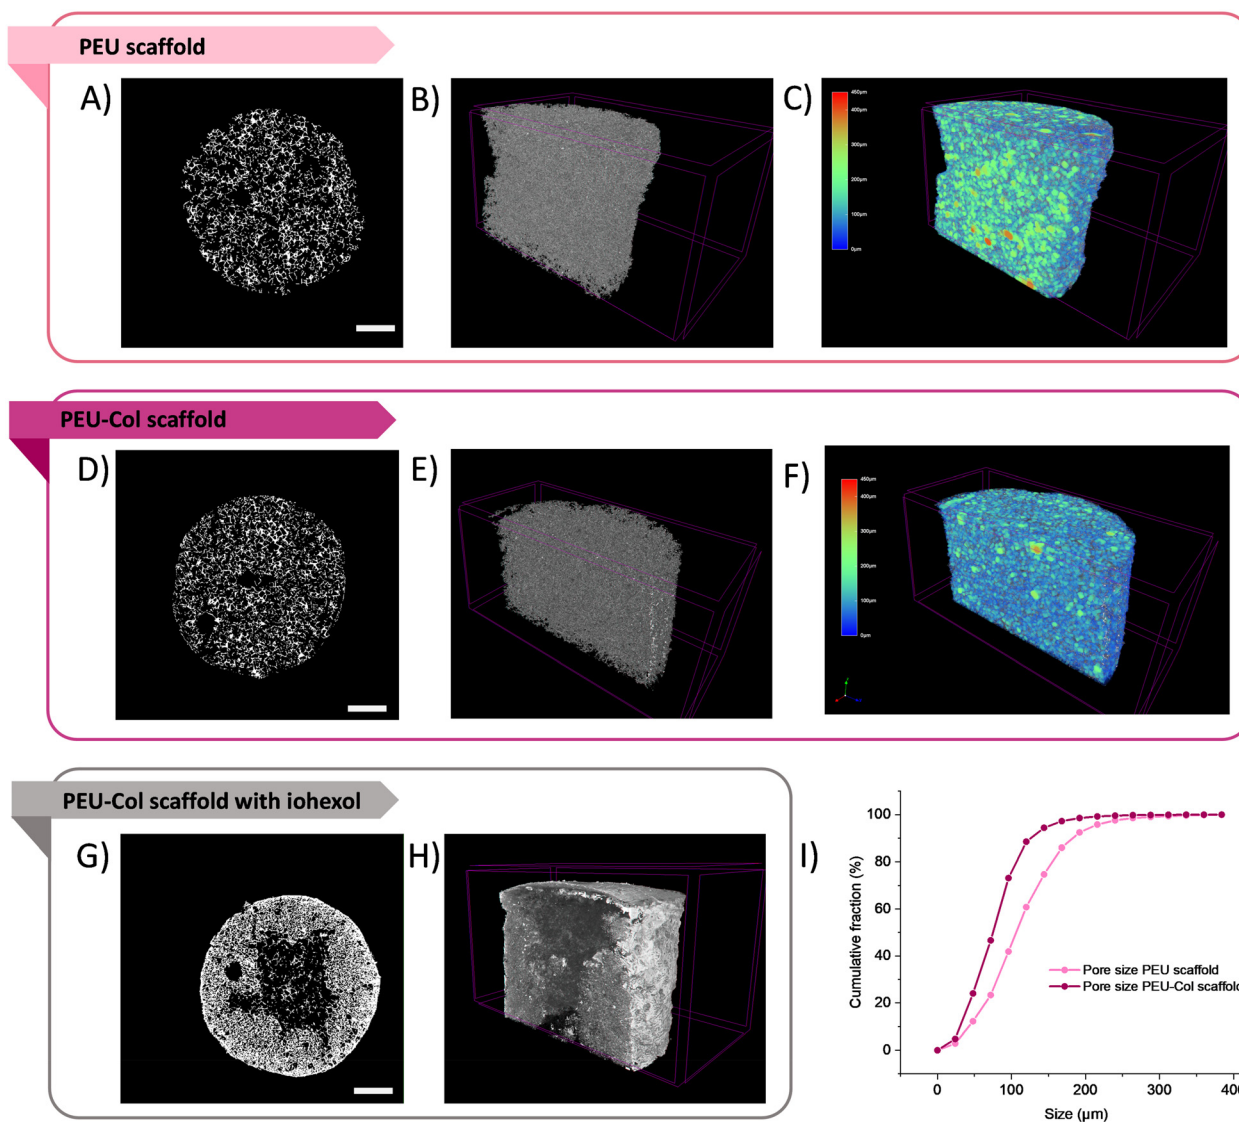 PEU scaffold
A)
B)
C)
450µm
400µm
300µm
200µm
100µm
0µm
PEU-Col scaffold
D)
E)
F)
450µm
400µm
300µm
200µm
100µm
0µm
PEU-Col scaffold with iohexol
G)
H)
I)
Cumulative fraction (%)
100
80
60
40
20
0
Pore size PEU scaffold
Pore size PEU-Col scaffold
0
100
200
300
400
Size (µm)